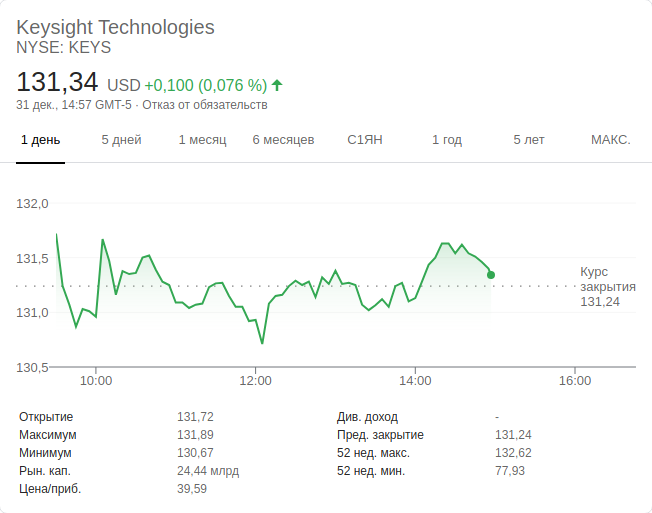 Keysight Technologies
NYSE: KEYS
131,34 USD +0,100 (0,076 %)
31 дек., 14:57 GMT-5 · Отказ от обязательств
1 день 5 дней 1 месяц 6 месяцев С1ЯН 1 год 5 лет МАКС.
132,0
131,5
131,0
130,5
Курс
закрытия
131,24
10:00 12:00 14:00 16:00
Открытие 131,72
Максимум 131,89
Минимум 130,67
Рын. кап. 24,44 млрд
Цена/приб. 39,59
Див. доход -
Пред. закрытие 131,24
52 нед. макс. 132,62
52 нед. мин. 77,93